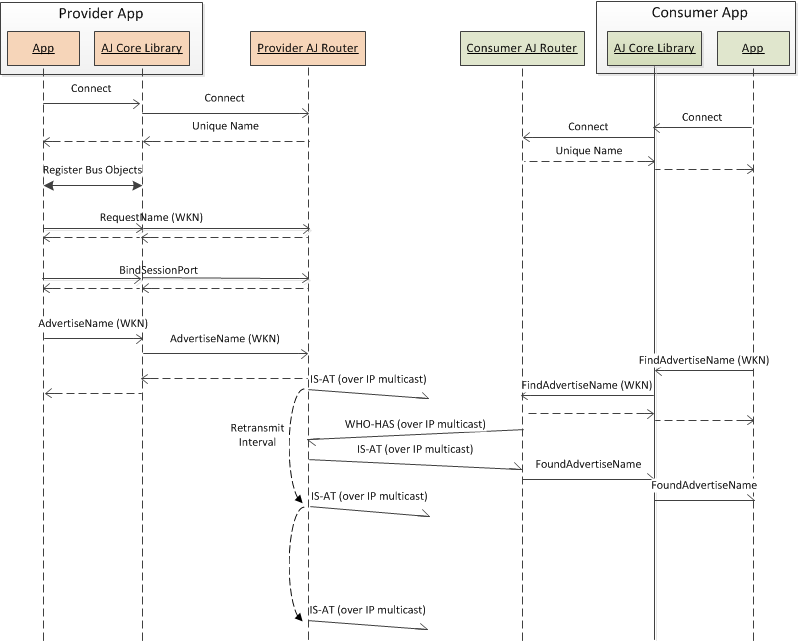 Provider App
Consumer App
App
AJ Core Library
Provider AJ Router
Consumer AJ Router
AJ Core Library
App
Connect
Connect
Connect
Connect
Unique Name
Unique Name
Register Bus Objects
RequestName (WKN)
BindSessionPort
AdvertiseName (WKN)
AdvertiseName (WKN)
FindAdvertiseName (WKN)
IS-AT (over IP multicast)
FindAdvertiseName (WKN)
Retransmit
Interval
WHO-HAS (over IP multicast)
IS-AT (over IP multicast)
FoundAdvertiseName
FoundAdvertiseName
IS-AT (over IP multicast)
IS-AT (over IP multicast)